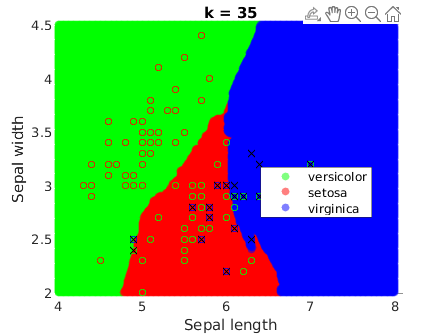 k = 35
4.5
4
3.5
3
2.5
2
Sepal width
versicolor
setosa
virginica
4
5
6
7
8
Sepal length